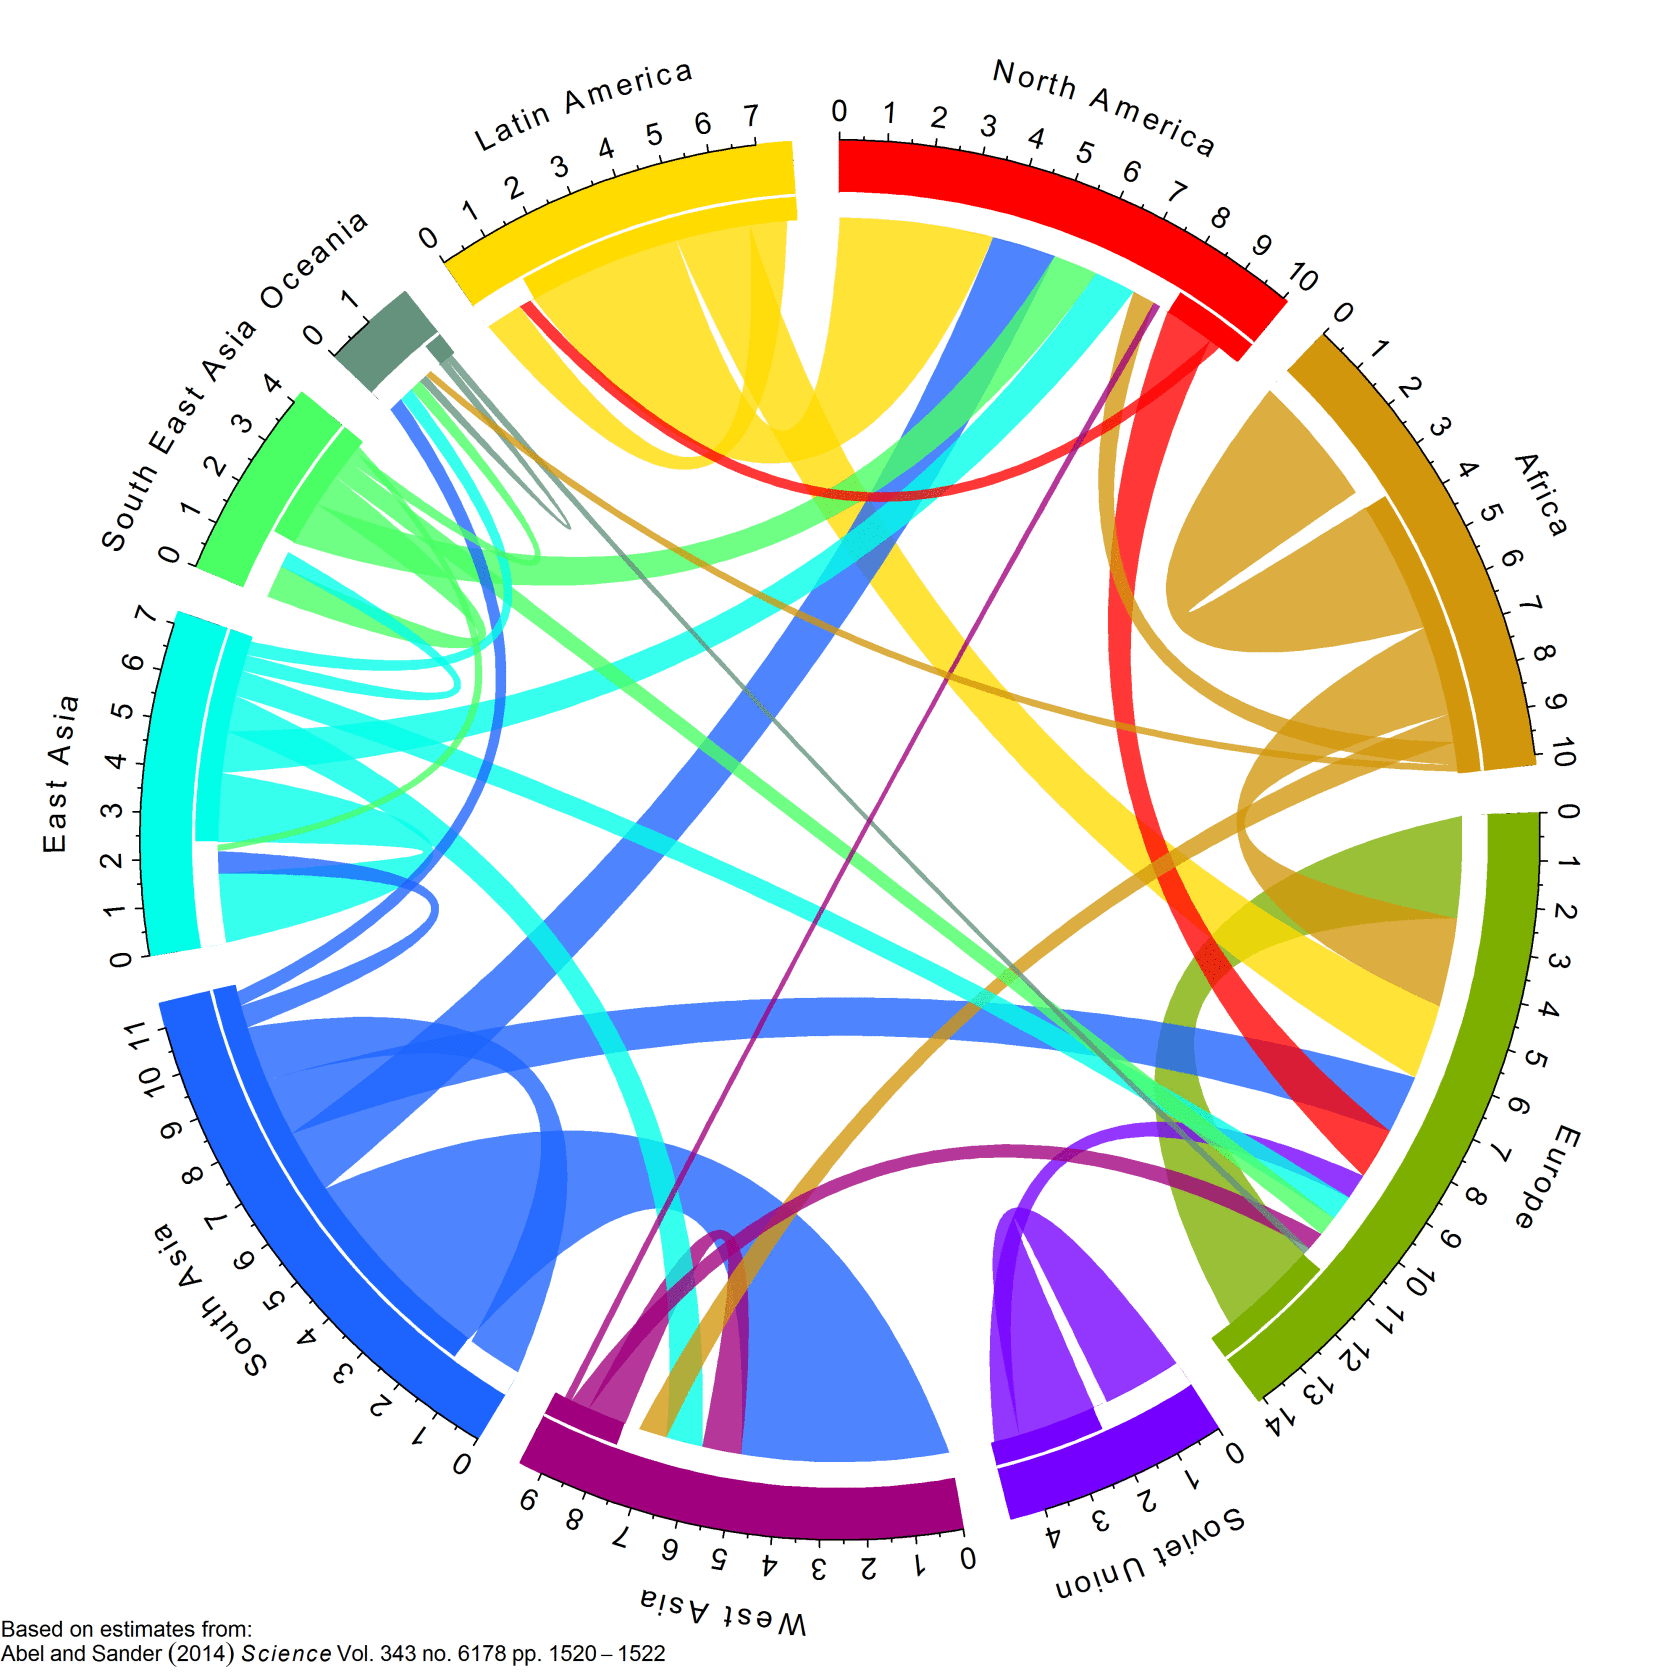 North America
0 1 2 3 4 5 6 7 8 9 10
Africa
0 1 2 3 4 5 6 7 8 9 10
Europe
0 1 2 3 4 5 6 7 8 9 10 11 12 13 14
Soviet Union
0 1 2 3 4
West Asia
0 1 2 3 4 5 6 7 8 9
South Asia
0 1 2 3 4 5 6 7 8 9 10 11
East Asia
0 1 2 3 4 5 6 7
South East Asia
0 1 2 3 4
Oceania
0 1
Latin America
0 1 2 3 4 5 6 7
Based on estimates from:
Abel and Sander (2014) Science Vol. 343 no. 6178 pp. 1520 – 1522